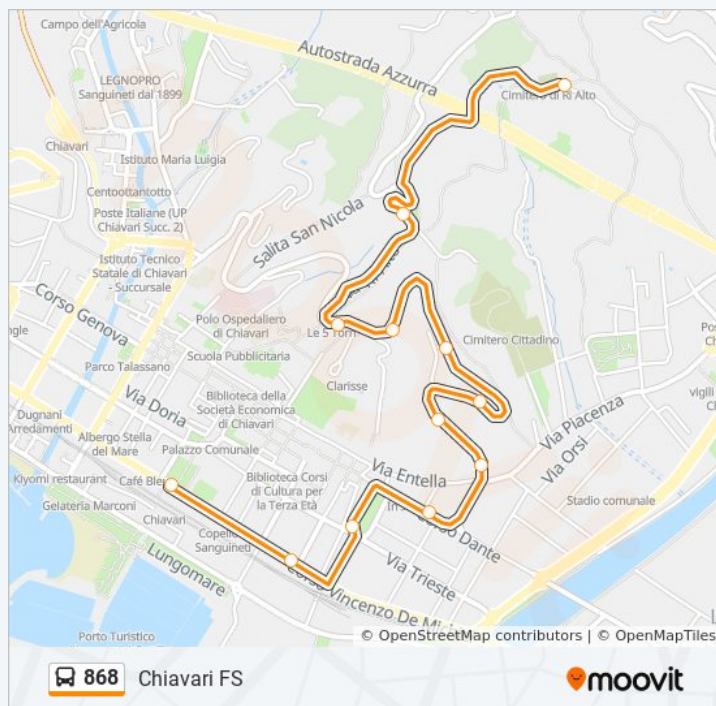 Campo dell'Agricola
Autostrada Azzurra
LEGNOPRO
Sanguineti dal 1899
Cimitero di Ri Alto
Chiavari
Istituto Maria Luigia
Centoottantotto
Poste Italiane (UP
Chiavari Succ. 2)
Salita San Nicola
Istituto Tecnico
Statale di Chiavari
- Succursale
Corso Genova
Polo Ospedaliero
di Chiavari
Le 5 Torri
Cimitero Cittadino
Scuola Pubblicitaria
Parco Talassano
Clarisse
Via Doria
Biblioteca della
Società Economica
di Chiavari
vigili
Dugnani
Arredamenti
Via Piacenza
Albergo Stella
del Mare
Palazzo Comunale
Via Entella
Via Orsi
Kiyomi restaurant
Café Ble
Biblioteca Corsi
di Cultura per
la Terza Età
Stadio comunale
Gelateria Marconi
Chiavari
Copello
Sanguineti
Corso Dante
Lungomare
Via Trieste
Corso Vincenzo De Mi
Porto Turistico
© OpenStreetMap contributors | © OpenMapTiles
868 Chiavari FS
moovit